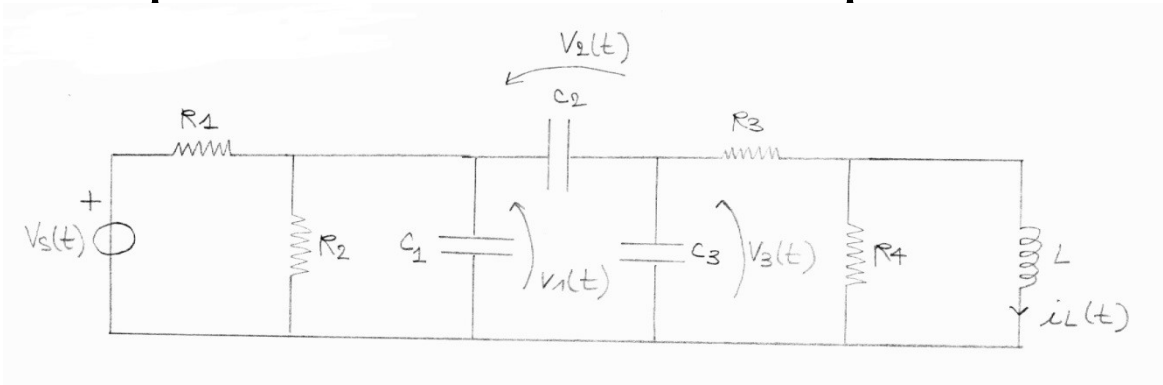 V2(t)
C2
R1
R3
+
Vs(t)
R2
C1
V1(t)
C3
V3(t)
R4
L
iL(t)